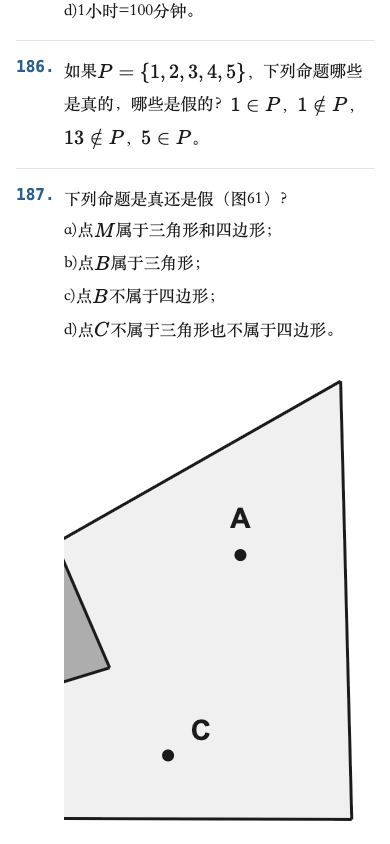 d)1小时=100分钟。
186. 如果P = {1, 2, 3, 4, 5}，下列命题哪些
是真的，哪些是假的？1 ∈ P，1 ∉ P，
13 ∉ P，5 ∈ P。
187. 下列命题是真还是假（图61）？
a)点M属于三角形和四边形；
b)点B属于三角形；
c)点B不属于四边形；
d)点C不属于三角形也不属于四边形。
A
C